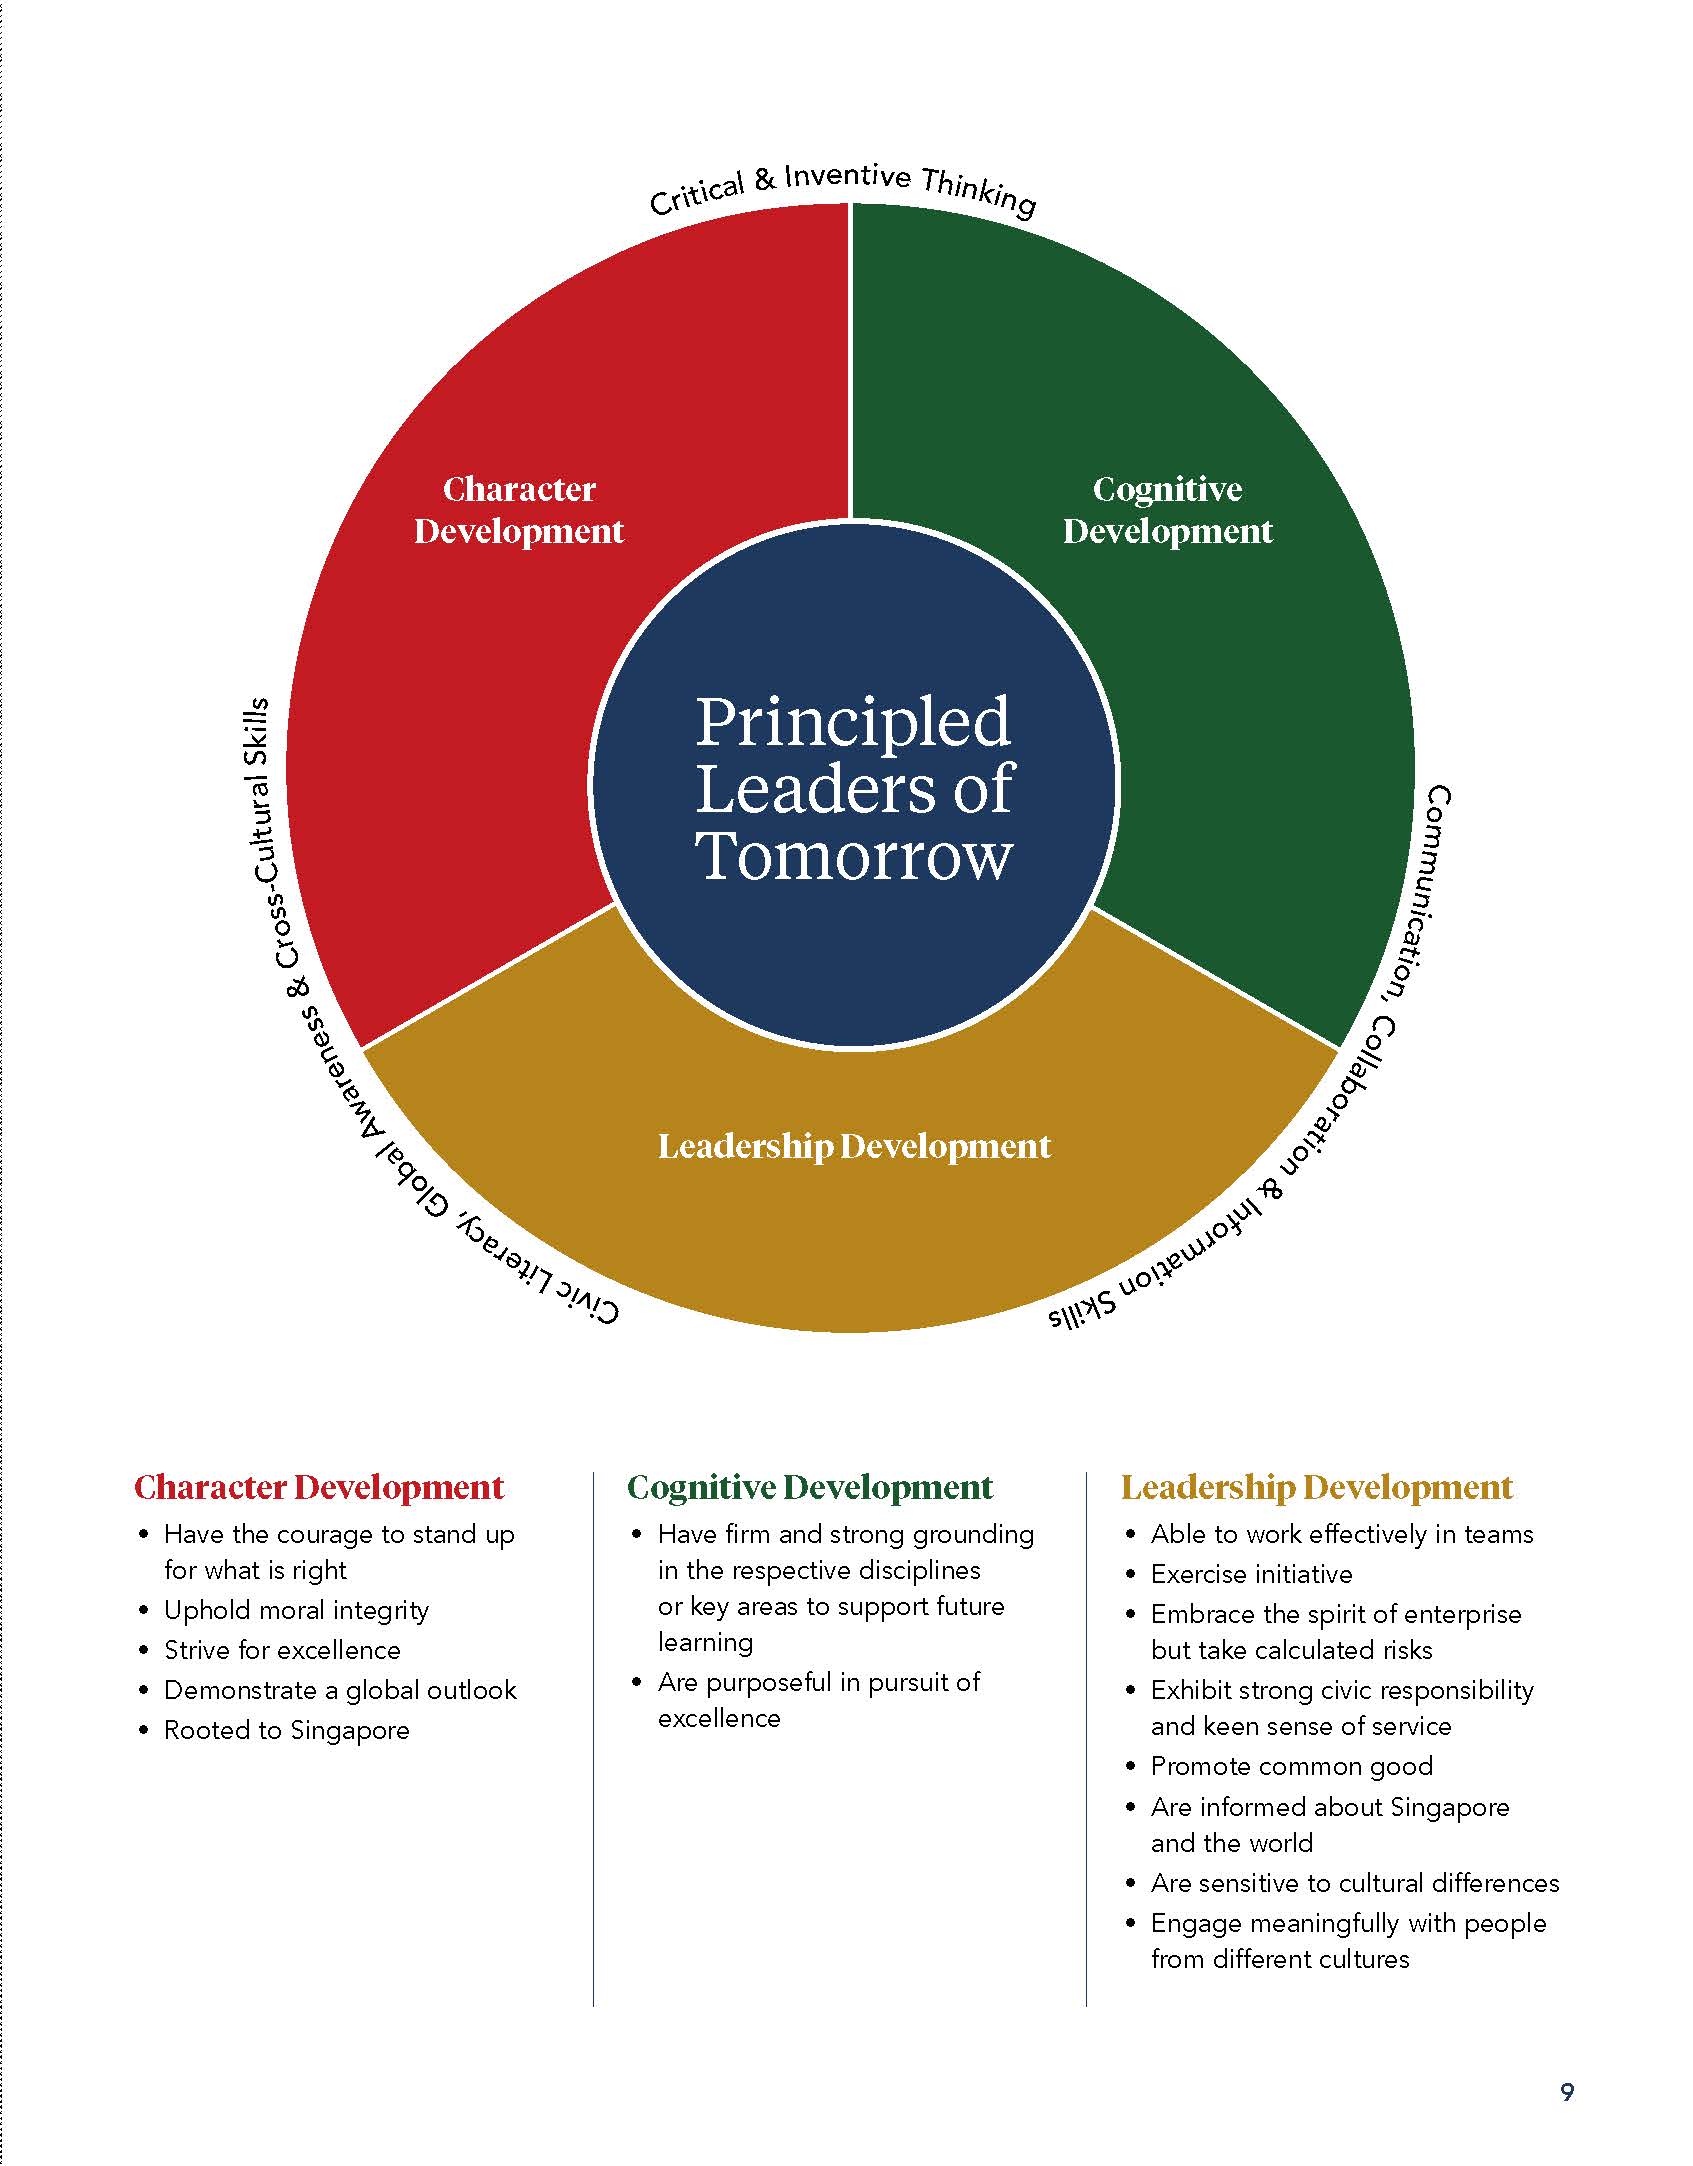 Critical & Inventive Thinking
Character
Development
Cognitive
Development
Principled
Leaders of
Tomorrow
Leadership Development
Civic Literacy, Global Awareness & Cross-Cultural Skills
Communication, Collaboration & Information Skills
Character Development
• Have the courage to stand up
for what is right
• Uphold moral integrity
• Strive for excellence
• Demonstrate a global outlook
• Rooted to Singapore
Cognitive Development
• Have firm and strong grounding
in the respective disciplines
or key areas to support future
learning
• Are purposeful in pursuit of
excellence
Leadership Development
• Able to work effectively in teams
• Exercise initiative
• Embrace the spirit of enterprise
but take calculated risks
• Exhibit strong civic responsibility
and keen sense of service
• Promote common good
• Are informed about Singapore
and the world
• Are sensitive to cultural differences
• Engage meaningfully with people
from different cultures
9